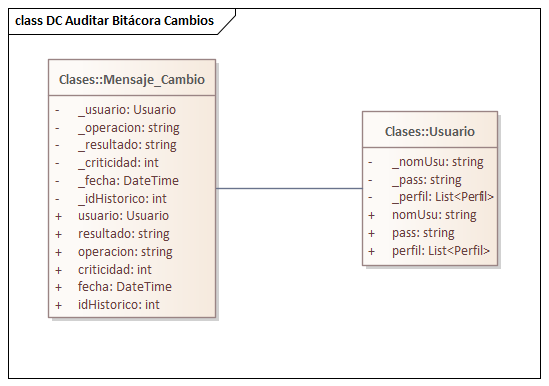 class DC Auditar Bitácora Cambios
Clases::Mensaje_Cambio
- _usuario: Usuario
- _operacion: string
- _resultado: string
- _criticidad: int
- _fecha: DateTime
- _idHistorico: int
+ usuario: Usuario
+ resultado: string
+ operacion: string
+ criticidad: int
+ fecha: DateTime
+ idHistorico: int
Clases::Usuario
- _nomUsu: string
- _pass: string
- _perfil: List<Perfil>
+ nomUsu: string
+ pass: string
+ perfil: List<Perfil>